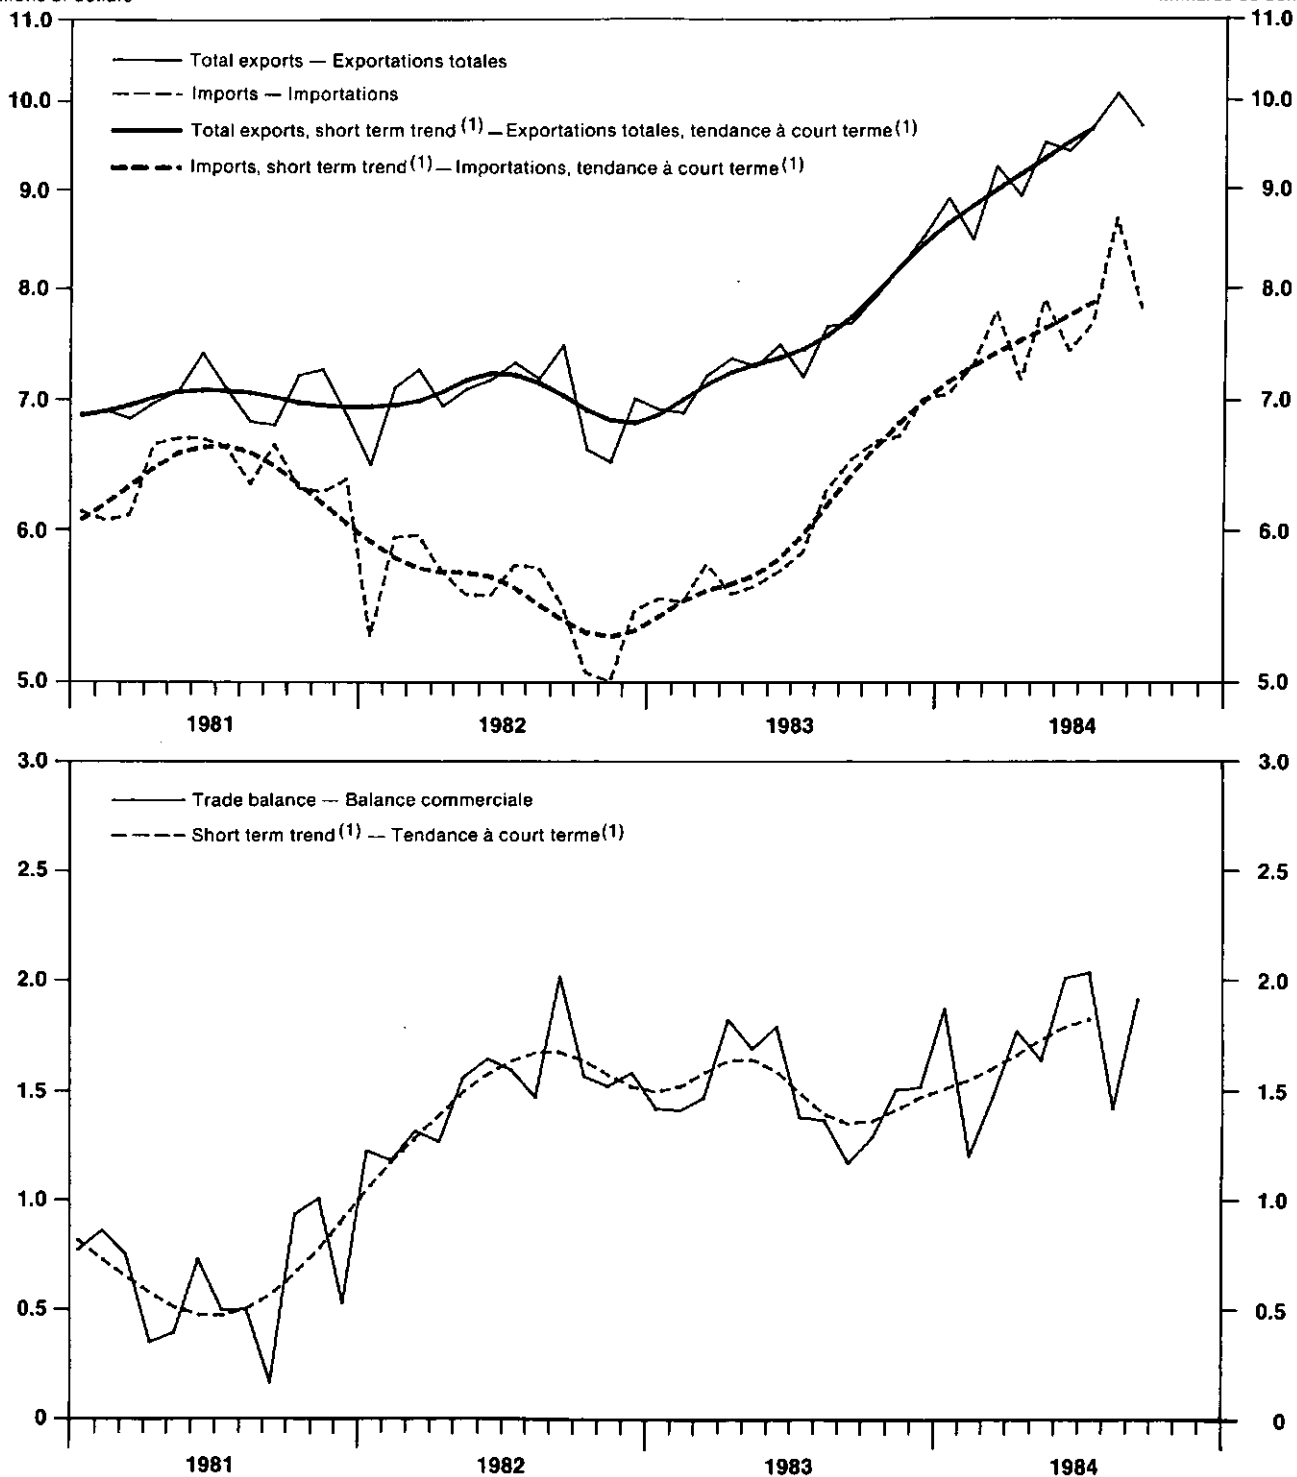 11.0 11.0
Total exports — Exportations totales
Imports — Importations
10.0 10.0
Total exports, short term trend (1) — Exportations totales, tendance à court terme (1)
Imports, short term trend (1) — Importations, tendance à court terme (1)
9.0 9.0
8.0 8.0
7.0 7.0
6.0 6.0
5.0 5.0
1981 1982 1983 1984
3.0 3.0
Trade balance — Balance commerciale
Short term trend (1) — Tendance à court terme (1)
2.5 2.5
2.0 2.0
1.5 1.5
1.0 1.0
0.5 0.5
0 0
1981 1982 1983 1984